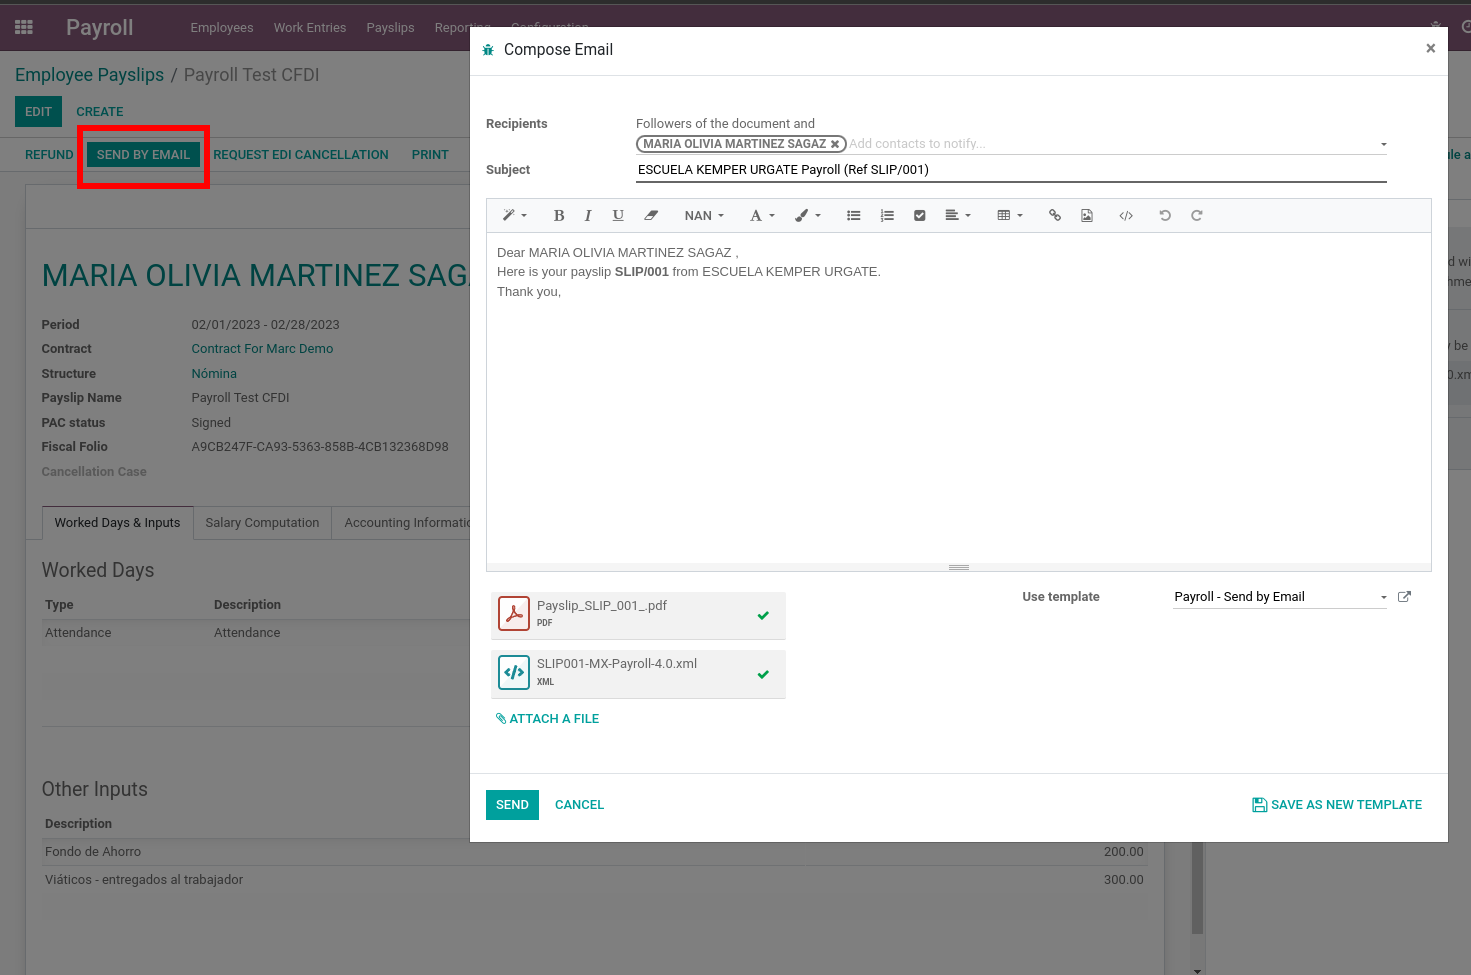 Payroll
Employees Work Entries Payslips Reporting Configuration
Employee Payslips / Payroll Test CFDI
EDIT CREATE
REFUND SEND BY EMAIL REQUEST EDI CANCELLATION PRINT
MARIA OLIVIA MARTINEZ SAG
Period 02/01/2023 - 02/28/2023
Contract Contract For Marc Demo
Structure Nómina
Payslip Name Payroll Test CFDI
PAC status Signed
Fiscal Folio A9CB247F-CA93-5363-858B-4CB132368D98
Cancellation Case
Worked Days & Inputs Salary Computation Accounting Informatio
Worked Days
Type Description
Attendance Attendance
Other Inputs
Description
Fondo de Ahorro 200.00
Viáticos - entregados al trabajador 300.00
Compose Email ×
Recipients Followers of the document and
MARIA OLIVIA MARTINEZ SAGAZ ✖ Add contacts to notify...
Subject ESCUELA KEMPER URGATE Payroll (Ref SLIP/001)
B I U NAN A
Dear MARIA OLIVIA MARTINEZ SAGAZ ,
Here is your payslip SLIP/001 from ESCUELA KEMPER URGATE.
Thank you,
Payslip_SLIP_001_.pdf
PDF
SLIP001-MX-Payroll-4.0.xml
XML
ATTACH A FILE
Use template Payroll - Send by Email
SEND CANCEL SAVE AS NEW TEMPLATE